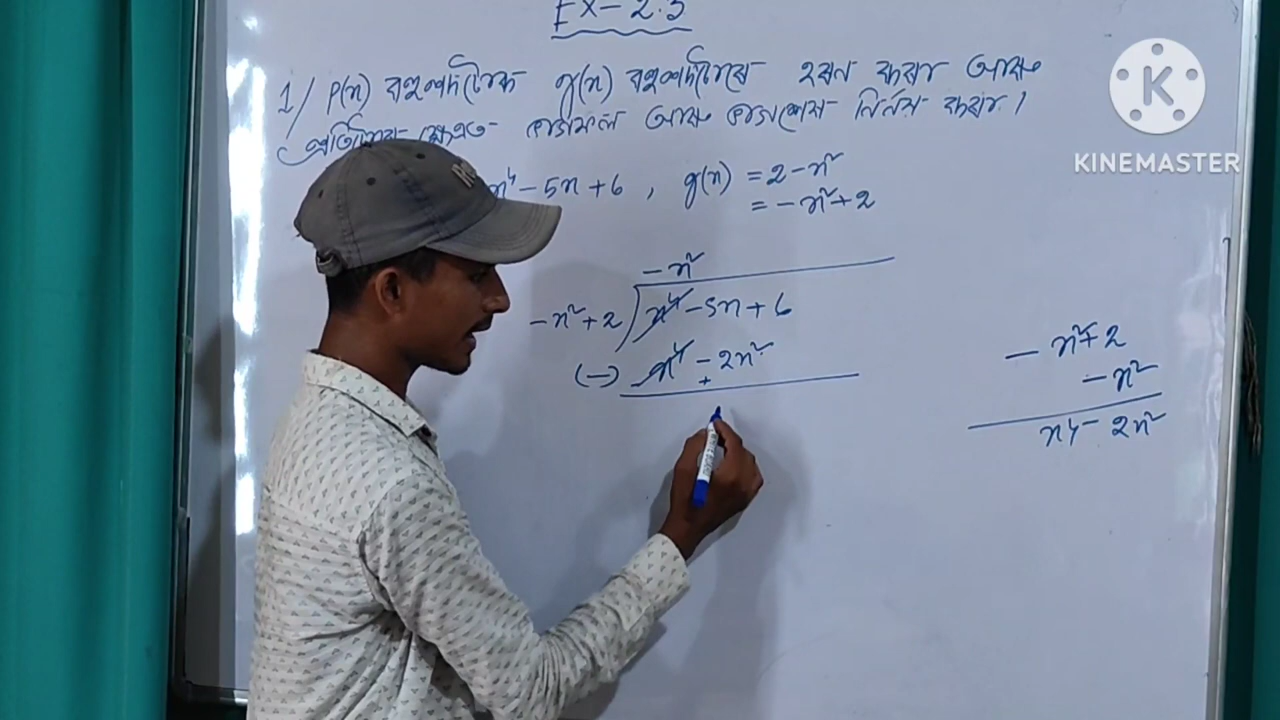 Ex-2.3
1/ p(x) বহুপদটোক g(x) বহুপদটোৰে হৰণ কৰা আৰু
প্ৰতিটোৰ ক্ষেত্ৰত ভাগফল আৰু ভাগশেষ নিৰ্ণয় কৰা।
x⁴ - 5x + 6 , g(x) = 2 - x²
= -x² + 2
-x²
-x² + 2 ) x⁴ - 5x + 6
(-) x⁴ - 2x²
+
- x² + 2
- x²
x⁴ - 2x²
K
KINEMASTER